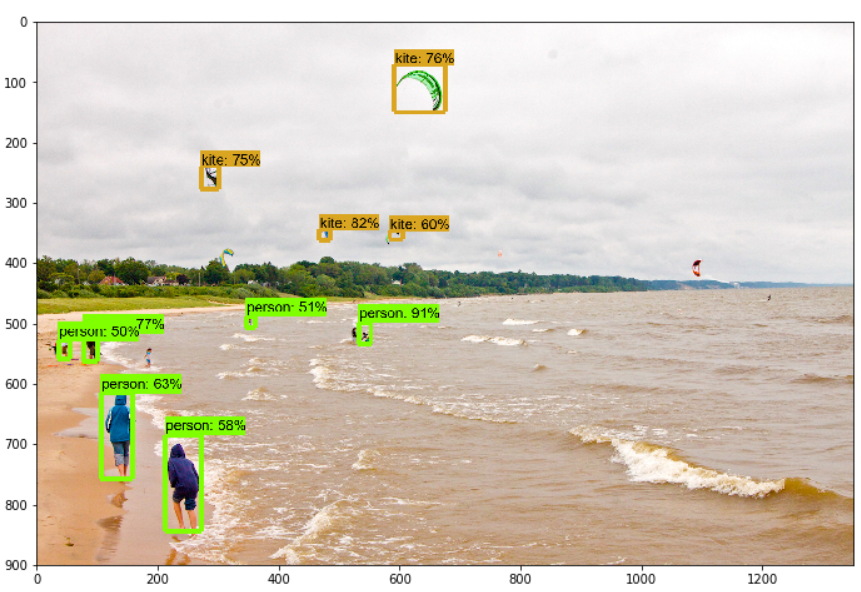 0
100
200
300
400
500
600
700
800
900
kite: 76%
kite: 75%
kite: 82%
kite: 60%
person: 51%
person: 91%
77%
person: 50%
person: 63%
person: 58%
0
200
400
600
800
1000
1200